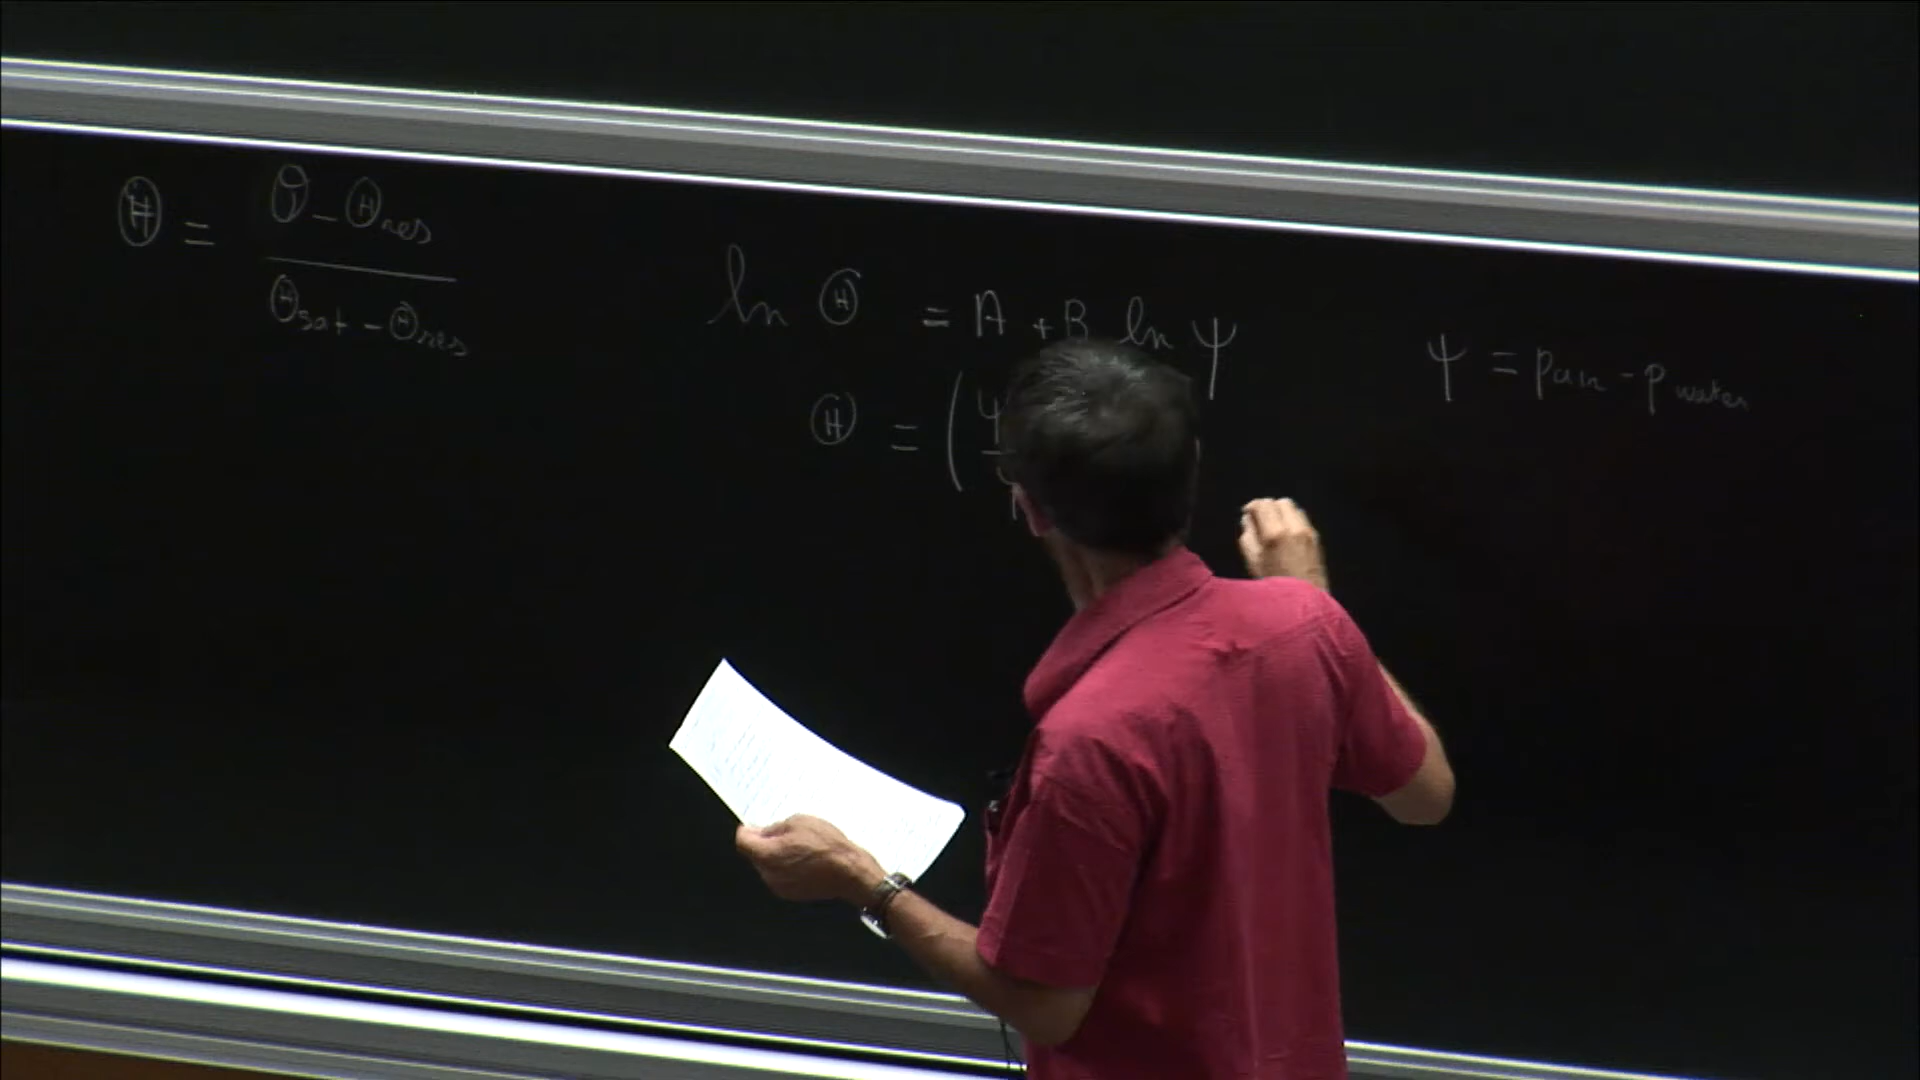 Θ = (Θ - Θres) / (Θsat - Θres)
ln Θ = A + B ln ψ
ψ = pair - pwater
Θ = ( ψ